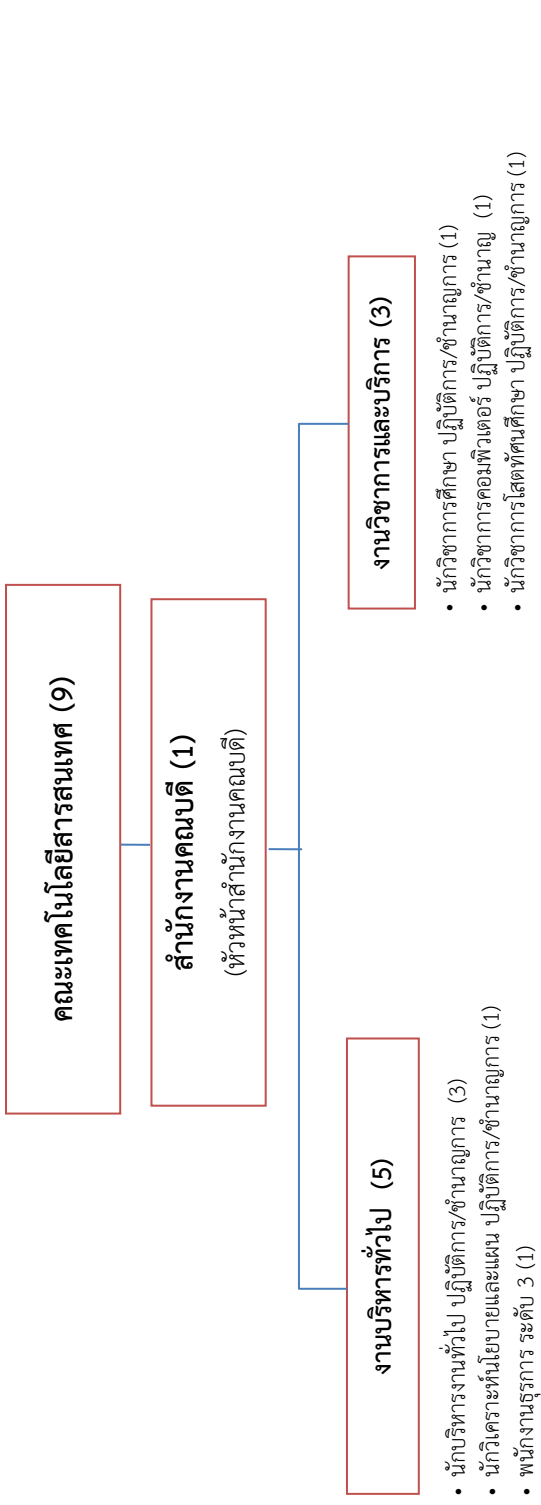 คณะเทคโนโลยีสารสนเทศ (9)
สำนักงานคณบดี (1)
(หัวหน้าสำนักงานคณบดี)
งานบริหารทั่วไป (5)
• นักบริหารงานทั่วไป ปฏิบัติการ/ชำนาญการ (3)
• นักวิเคราะห์นโยบายและแผน ปฏิบัติการ/ชำนาญการ (1)
• พนักงานธุรการ ระดับ 3 (1)
งานวิชาการและบริการ (3)
• นักวิชาการศึกษา ปฏิบัติการ/ชำนาญการ (1)
• นักวิชาการคอมพิวเตอร์ ปฏิบัติการ/ชำนาญ (1)
• นักวิชาการโสตทัศนศึกษา ปฏิบัติการ/ชำนาญการ (1)